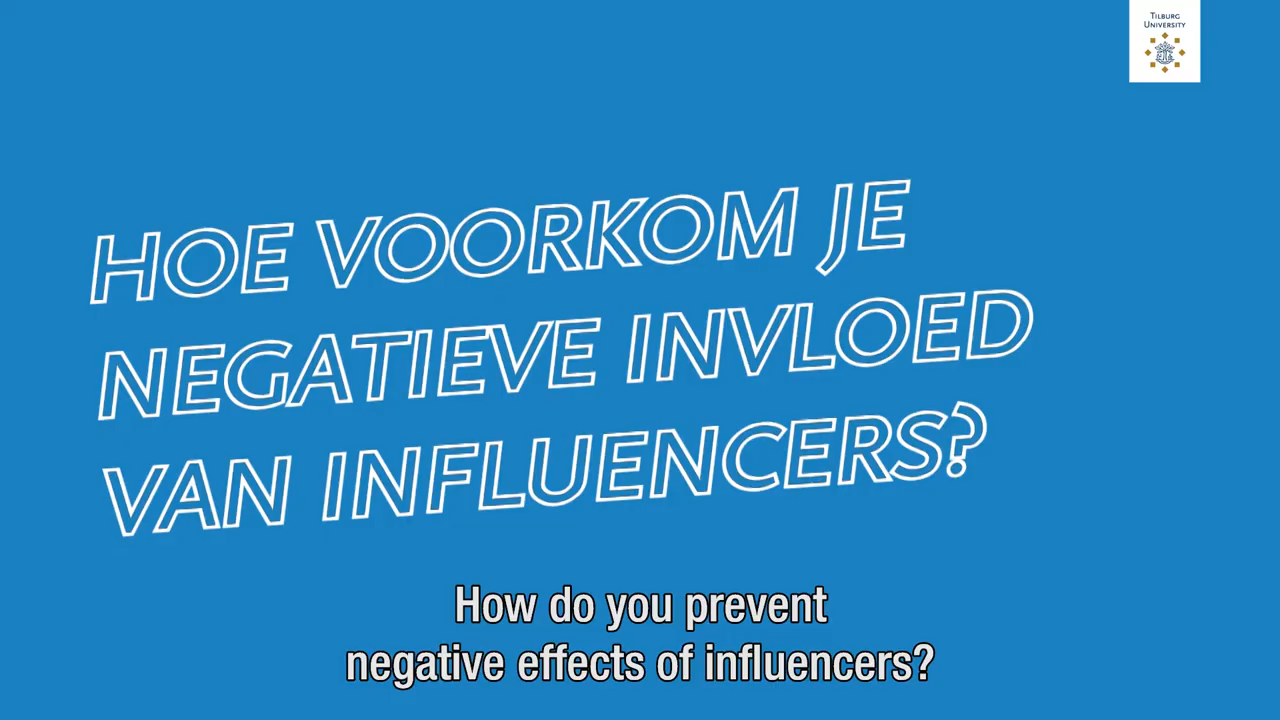 TILBURG
UNIVERSITY
HOE VOORKOM JE
NEGATIEVE INVLOED
VAN INFLUENCERS?
How do you prevent
negative effects of influencers?